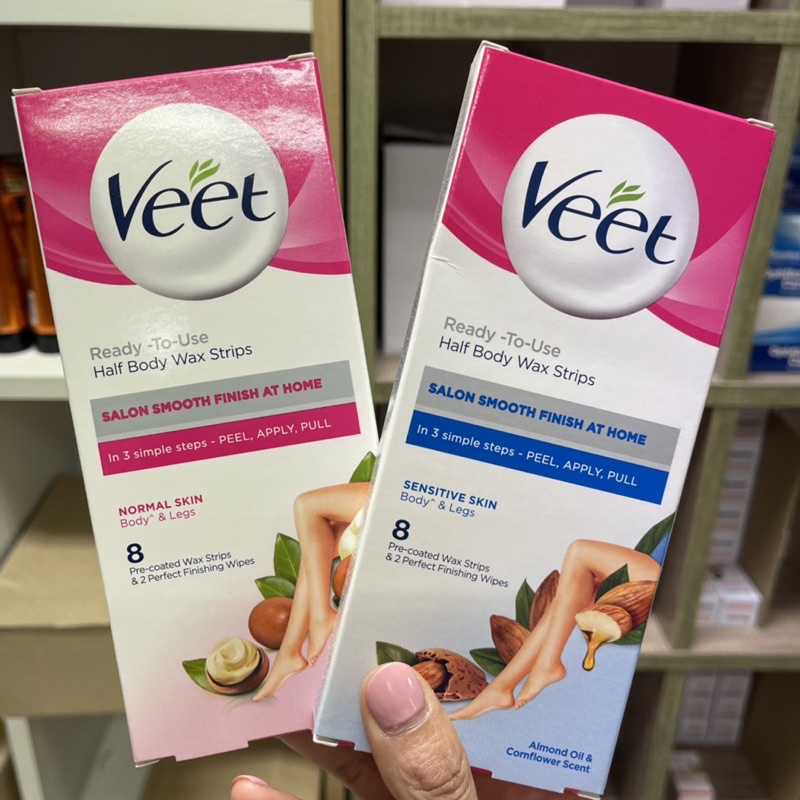 Veet
Ready -To-Use
Half Body Wax Strips
SALON SMOOTH FINISH AT HOME
In 3 simple steps - PEEL, APPLY, PULL
NORMAL SKIN
Body^ & Legs
8
Pre-coated Wax Strips
& 2 Perfect Finishing Wipes
Veet
Ready -To-Use
Half Body Wax Strips
SALON SMOOTH FINISH AT HOME
In 3 simple steps - PEEL, APPLY, PULL
SENSITIVE SKIN
Body^ & Legs
8
Pre-coated Wax Strips
& 2 Perfect Finishing Wipes
Almond Oil &
Cornflower Scent